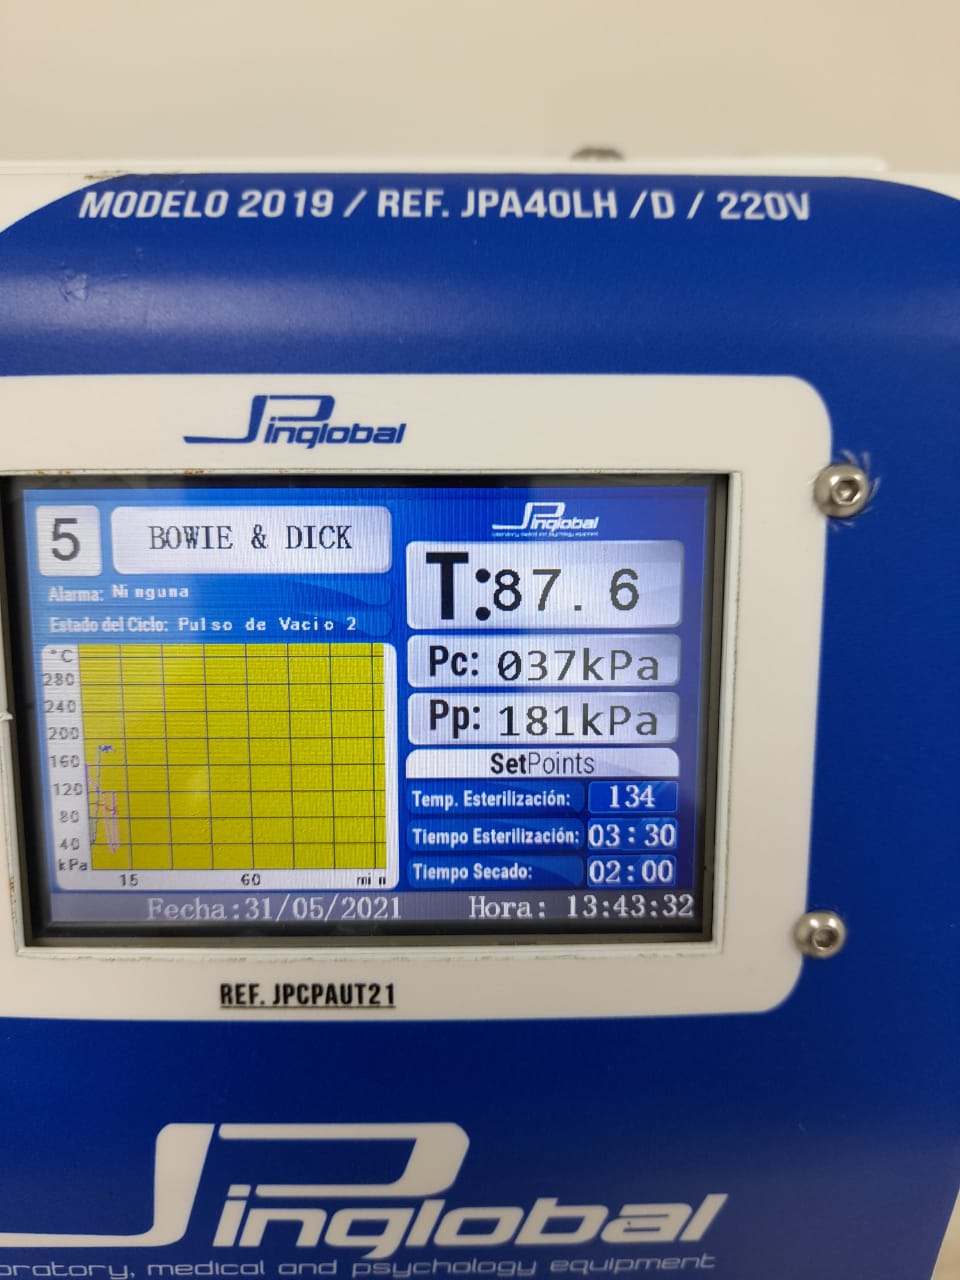 MODELO 2019 / REF. JPA40LH /D / 220V
JPinglobal
5
BOWIE & DICK
Alarma: Ninguna
Estado del Ciclo: Pulso de Vacio 2
°C
280
240
200
160
120
80
40
kPa
15
60
min
JPinglobal
T:87.6
Pc: 037kPa
Pp: 181kPa
SetPoints
Temp. Esterilización: 134
Tiempo Esterilización: 03:30
Tiempo Secado: 02:00
Fecha:31/05/2021 Hora: 13:43:32
REF. JPCPAUT21
JPinglobal
oratory, medical and psychology equipment